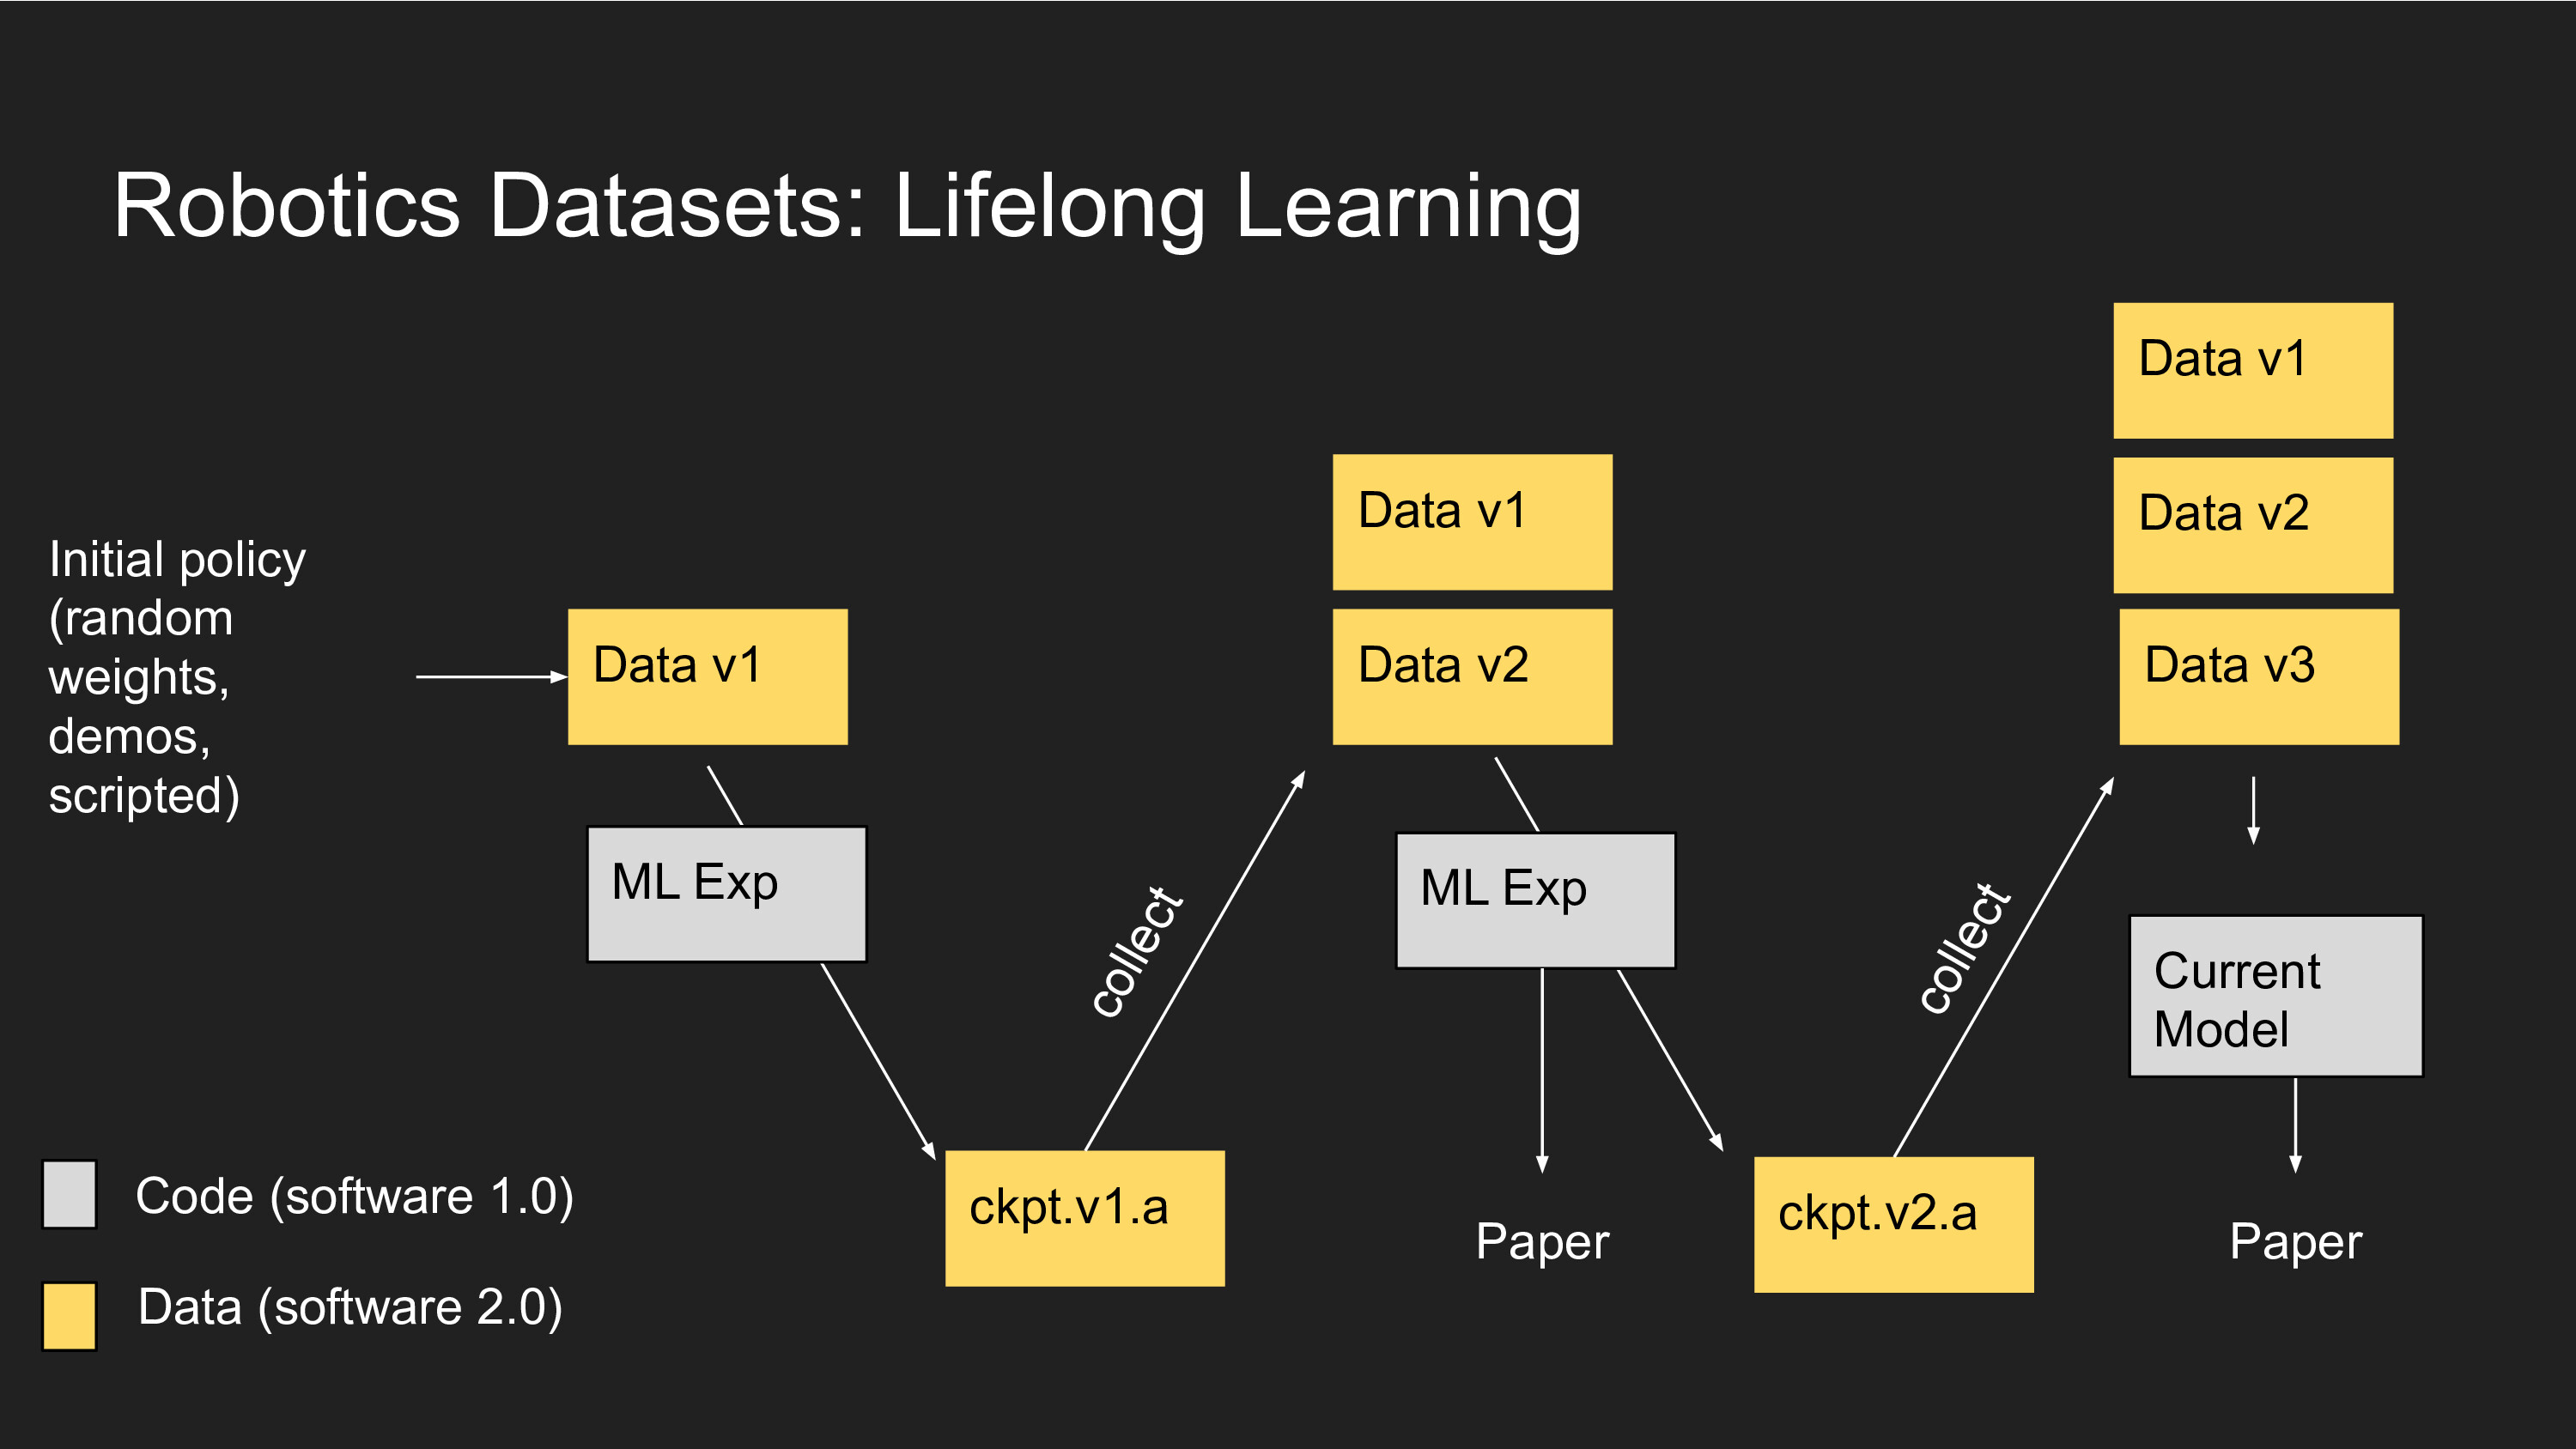 Robotics Datasets: Lifelong Learning
Initial policy
(random
weights,
demos,
scripted)
Data v1
ML Exp
ckpt.v1.a
collect
Data v1
Data v2
ML Exp
Paper
ckpt.v2.a
collect
Data v1
Data v2
Data v3
Current
Model
Paper
Code (software 1.0)
Data (software 2.0)